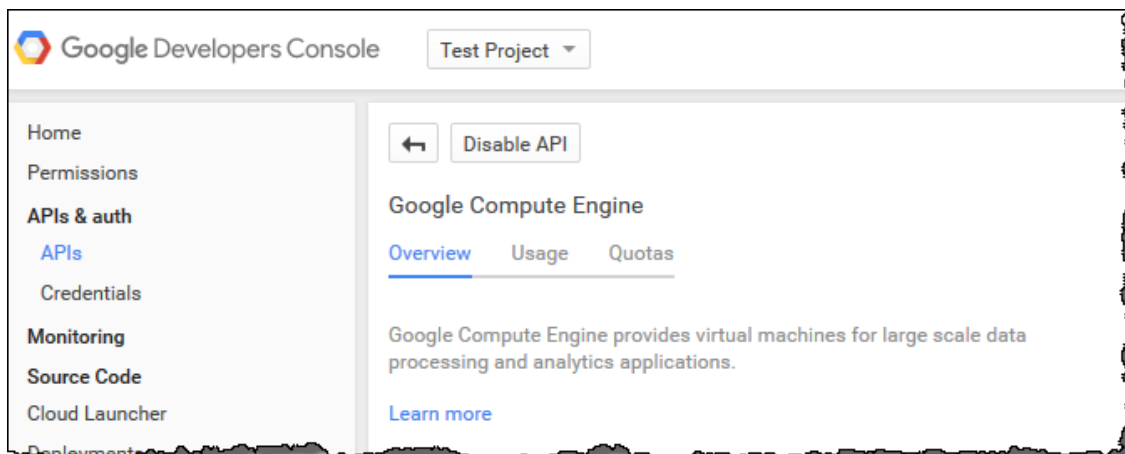 Google Developers Console
Test Project
Home
Permissions
APIs & auth
APIs
Credentials
Monitoring
Source Code
Cloud Launcher
Deployments
Disable API
Google Compute Engine
Overview Usage Quotas
Google Compute Engine provides virtual machines for large scale data
processing and analytics applications.
Learn more